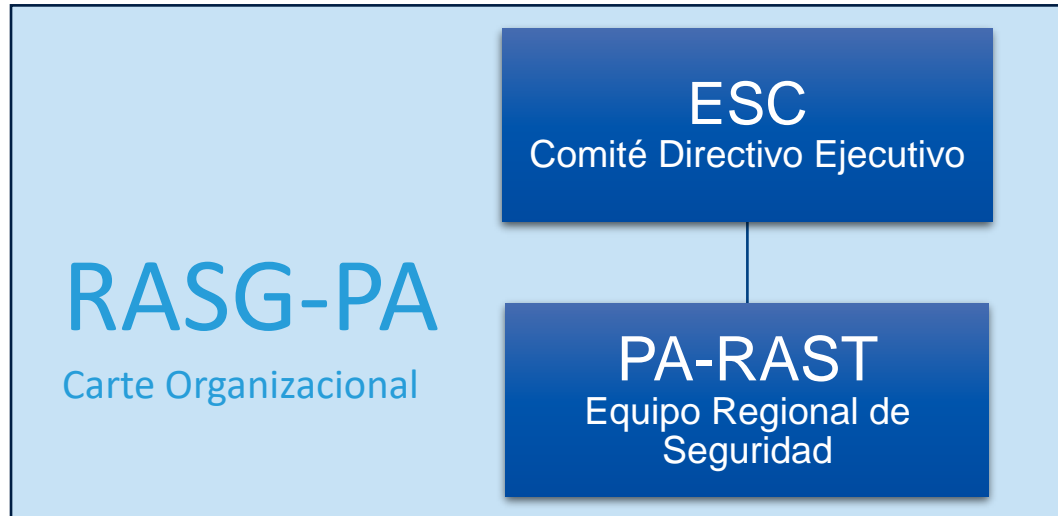 ESC
Comité Directivo Ejecutivo
RASG-PA
Carte Organizacional
PA-RAST
Equipo Regional de
Seguridad